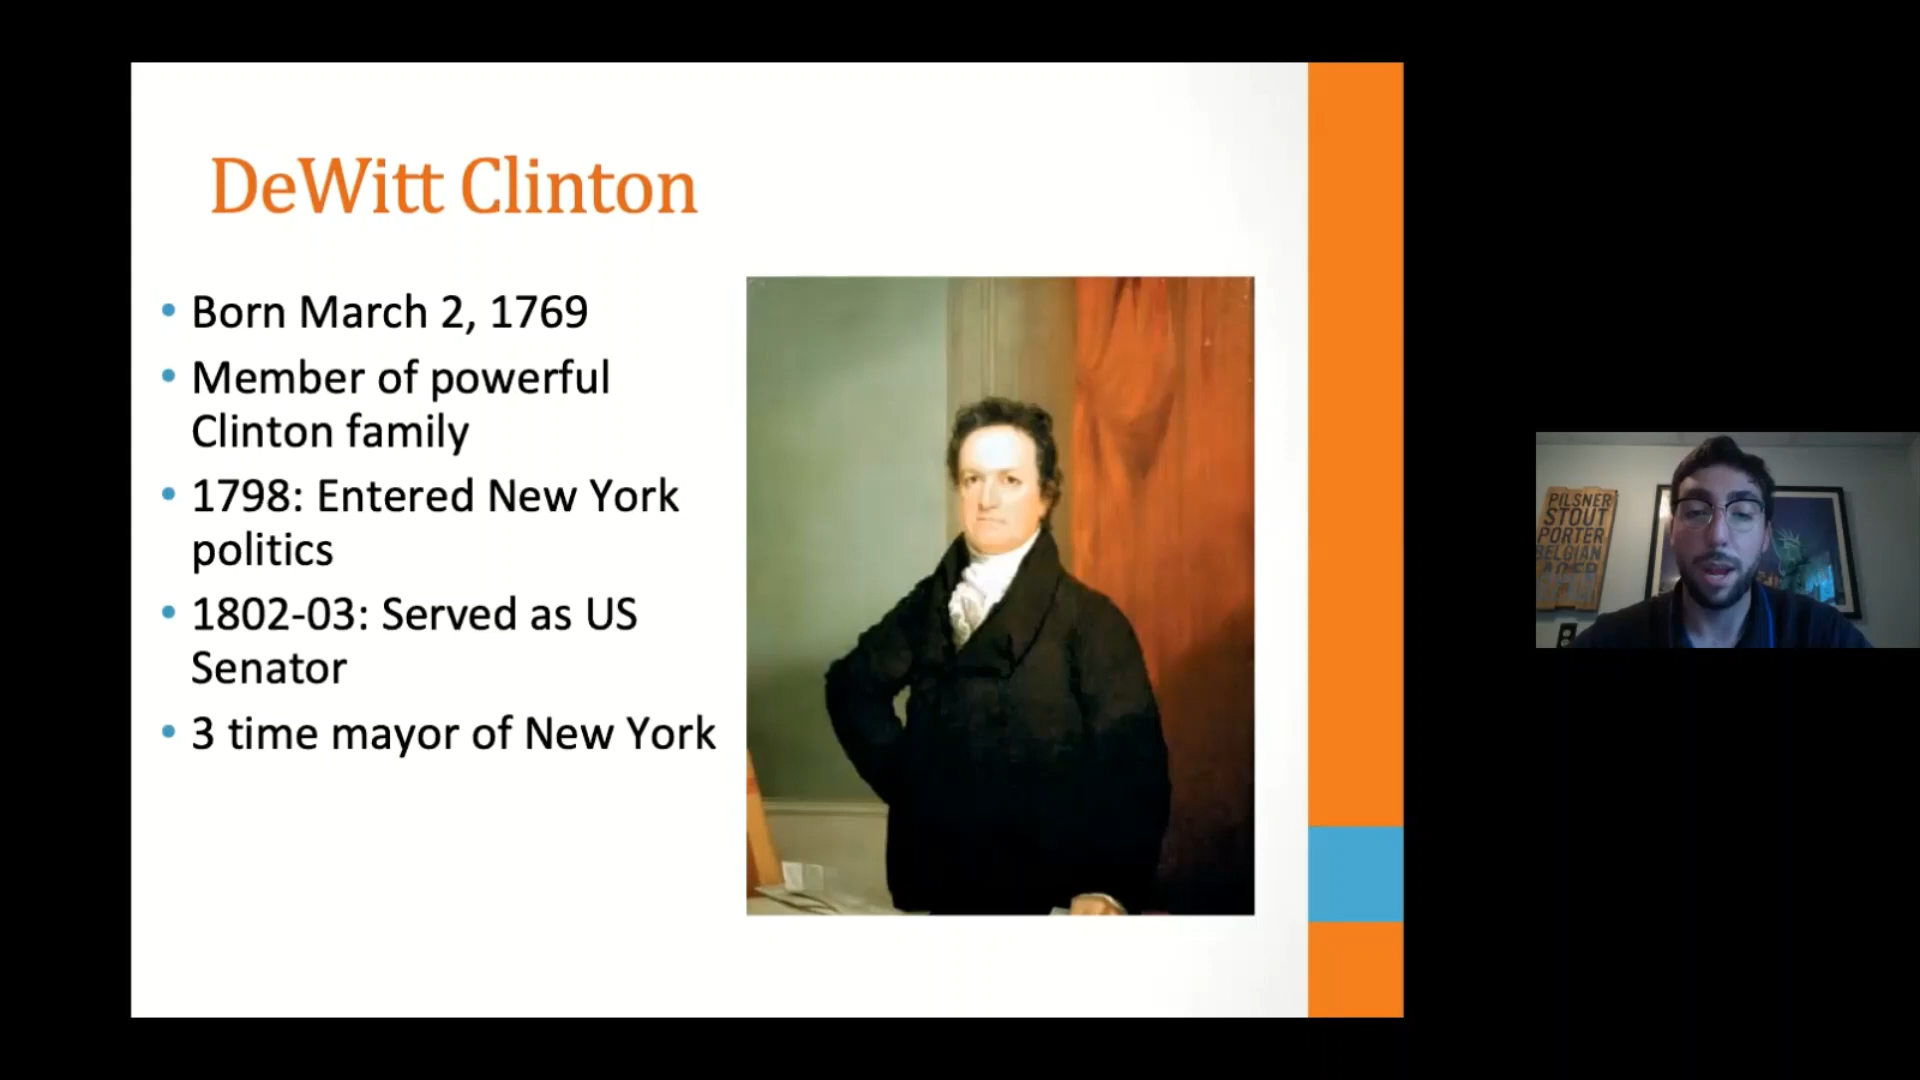 DeWitt Clinton
• Born March 2, 1769
• Member of powerful
Clinton family
• 1798: Entered New York
politics
• 1802-03: Served as US
Senator
• 3 time mayor of New York
PILSNER
STOUT
PORTER
BELGIAN